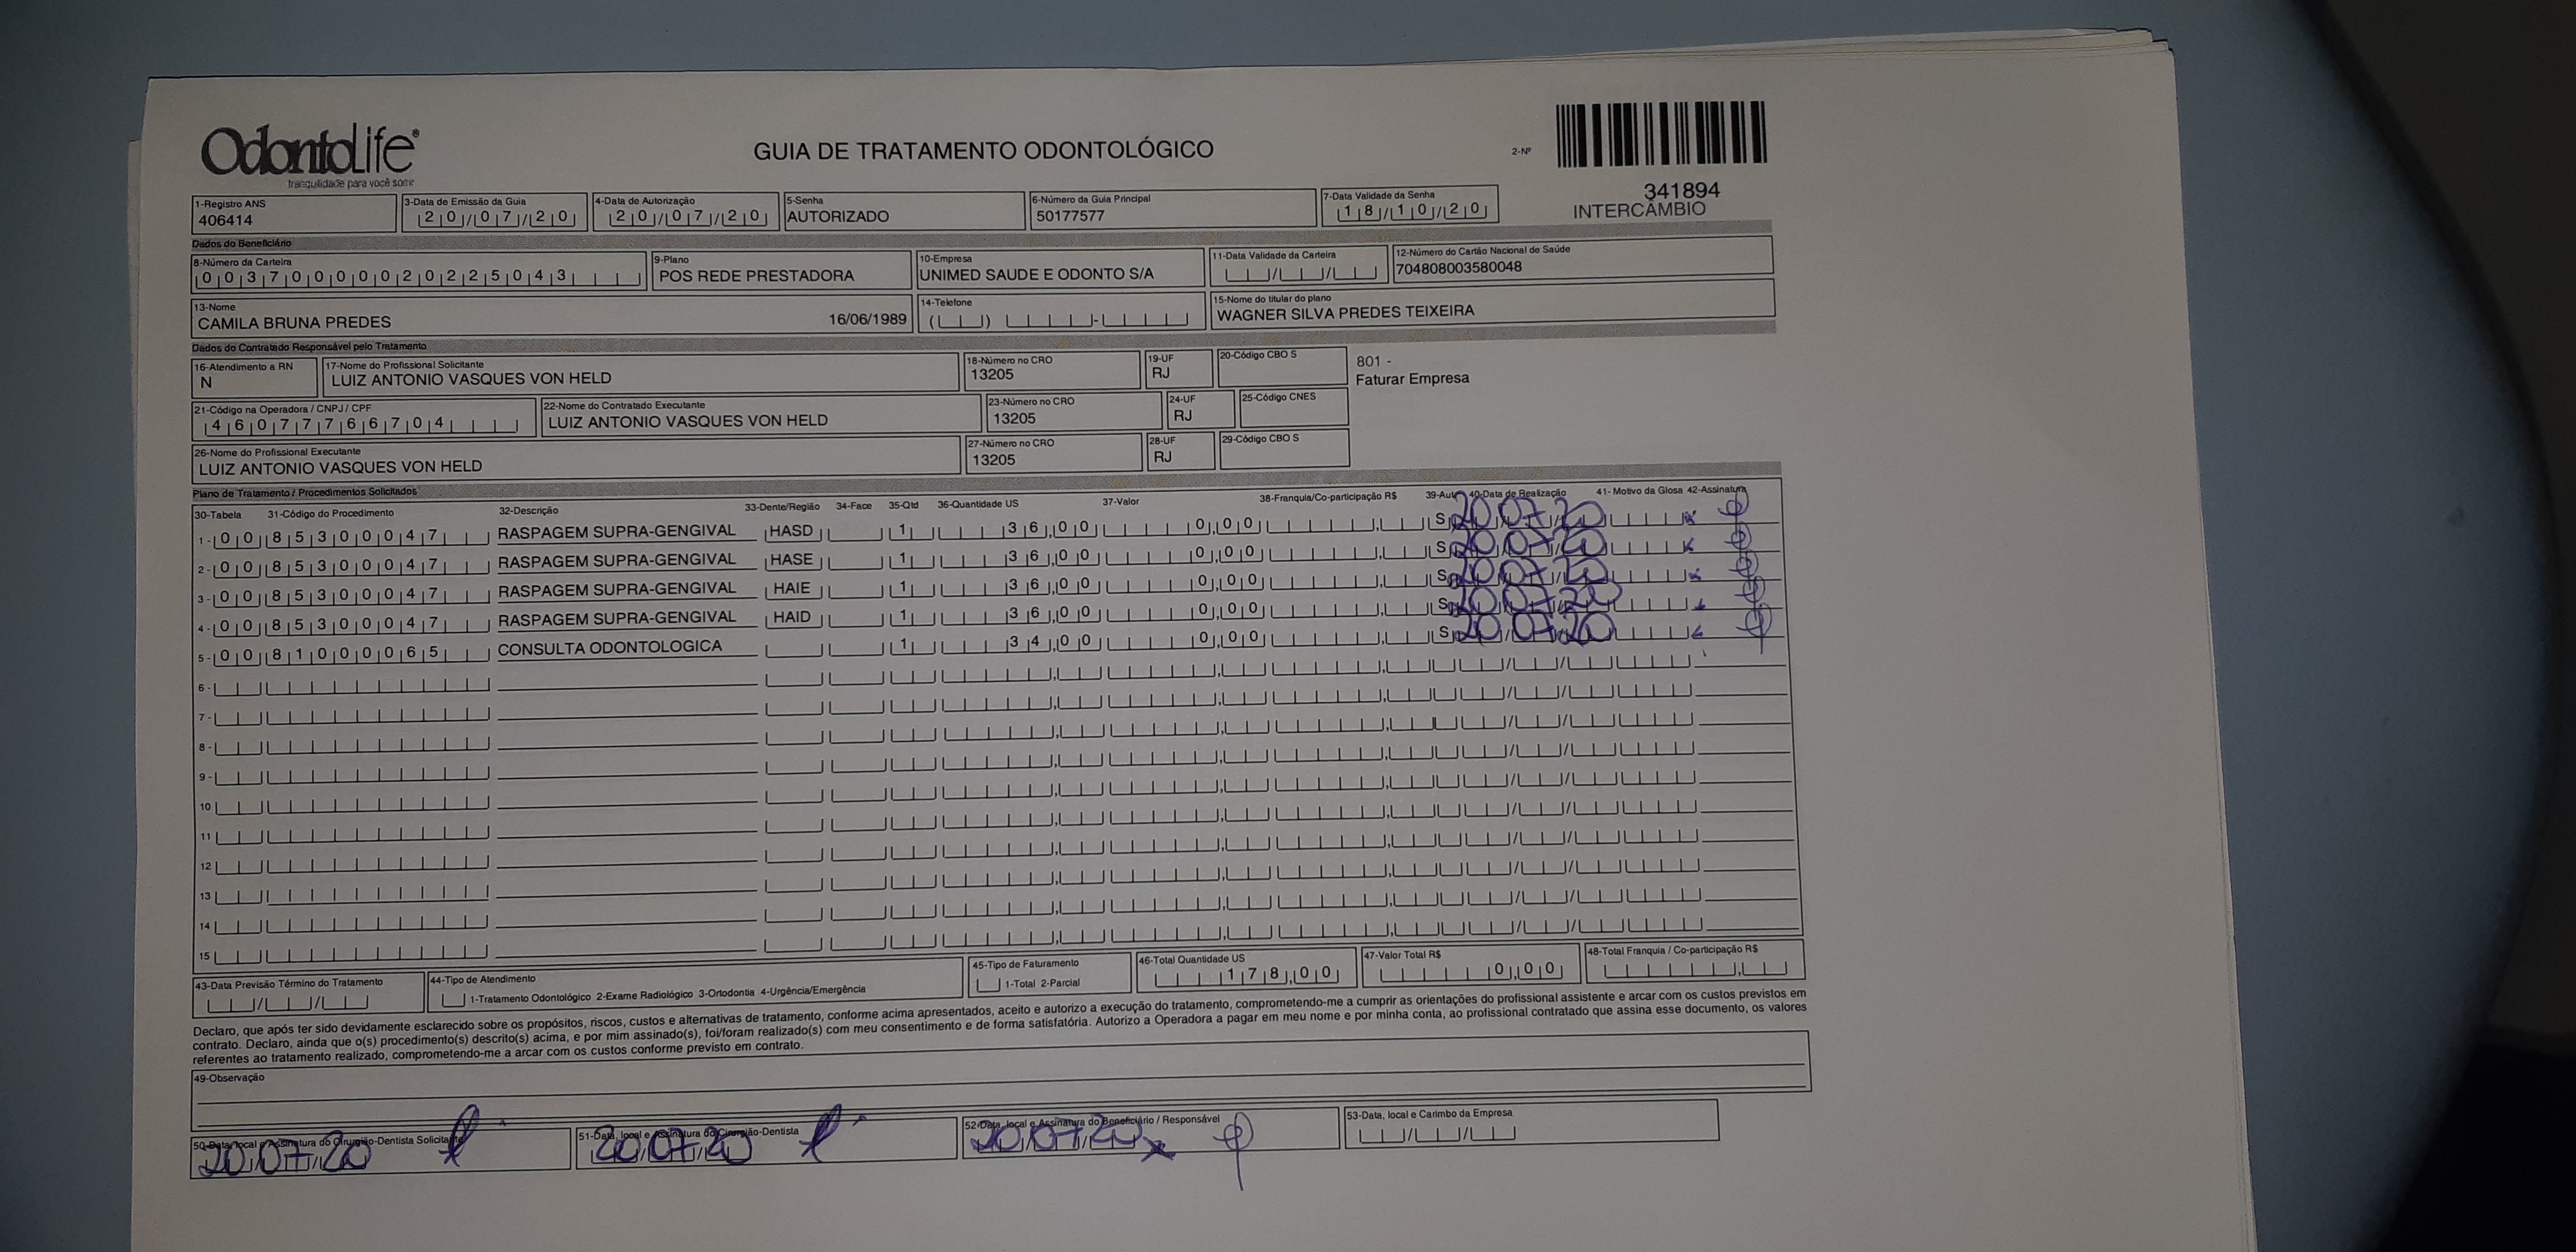 OdontoLife®
tranquilidade para você sorrir
GUIA DE TRATAMENTO ODONTOLÓGICO
2-Nº
341894
INTERCÂMBIO
1-Registro ANS
406414
3-Data de Emissão da Guia
20/07/20
4-Data de Autorização
20/07/20
5-Senha
AUTORIZADO
6-Número da Guia Principal
50177577
7-Data Validade da Senha
18/10/20
Dados do Beneficiário
8-Número da Carteira
00370000020225043
9-Plano
POS REDE PRESTADORA
10-Empresa
UNIMED SAUDE E ODONTO S/A
11-Data Validade da Carteira
12-Número do Cartão Nacional de Saúde
704808003580048
13-Nome
CAMILA BRUNA PREDES 16/06/1989
14-Telefone
15-Nome do titular do plano
WAGNER SILVA PREDES TEIXEIRA
Dados do Contratado Responsável pelo Tratamento
16-Atendimento a RN
N
17-Nome do Profissional Solicitante
LUIZ ANTONIO VASQUES VON HELD
18-Número no CRO
13205
19-UF
RJ
20-Código CBO S
801 -
Faturar Empresa
21-Código na Operadora / CNPJ / CPF
46077766704
22-Nome do Contratado Executante
LUIZ ANTONIO VASQUES VON HELD
23-Número no CRO
13205
24-UF
RJ
25-Código CNES
26-Nome do Profissional Executante
LUIZ ANTONIO VASQUES VON HELD
27-Número no CRO
13205
28-UF
RJ
29-Código CBO S
Plano de Tratamento / Procedimentos Solicitados
30-Tabela 31-Código do Procedimento 32-Descrição 33-Dente/Região 34-Face 35-Qtd 36-Quantidade US 37-Valor 38-Franquia/Co-participação R$ 39-Aut 40-Data de Realização 41- Motivo da Glosa 42-Assinatura
1- 00 85300047 RASPAGEM SUPRA-GENGIVAL HASD 1 36,00 0,00 S 20/07/20
2- 00 85300047 RASPAGEM SUPRA-GENGIVAL HASE 1 36,00 0,00 S 20/07/20
3- 00 85300047 RASPAGEM SUPRA-GENGIVAL HAIE 1 36,00 0,00 S 20/07/20
4- 00 85300047 RASPAGEM SUPRA-GENGIVAL HAID 1 36,00 0,00 S 20/07/20
5- 00 81000065 CONSULTA ODONTOLOGICA 1 34,00 0,00 S 20/07/20
6-
7-
8-
9-
10
11
12
13
14
15
43-Data Previsão Término do Tratamento
44-Tipo de Atendimento
1-Tratamento Odontológico 2-Exame Radiológico 3-Ortodontia 4-Urgência/Emergência
45-Tipo de Faturamento
1-Total 2-Parcial
46-Total Quantidade US
178,00
47-Valor Total R$
0,00
48-Total Franquia / Co-participação R$
Declaro, que após ter sido devidamente esclarecido sobre os propósitos, riscos, custos e alternativas de tratamento, conforme acima apresentados, aceito e autorizo a execução do tratamento, comprometendo-me a cumprir as orientações do profissional assistente e arcar com os custos previstos em
contrato. Declaro, ainda que o(s) procedimento(s) descrito(s) acima, e por mim assinado(s), foi/foram realizado(s) com meu consentimento e de forma satisfatória. Autorizo a Operadora a pagar em meu nome e por minha conta, ao profissional contratado que assina esse documento, os valores
referentes ao tratamento realizado, comprometendo-me a arcar com os custos conforme previsto em contrato.
49-Observação
50-Data, local e Assinatura do Cirurgião-Dentista Solicitante
20/07/20
51-Data, local e Assinatura do Cirurgião-Dentista
20/07/20
52-Data, local e Assinatura do Beneficiário / Responsável
20/07/20
53-Data, local e Carimbo da Empresa